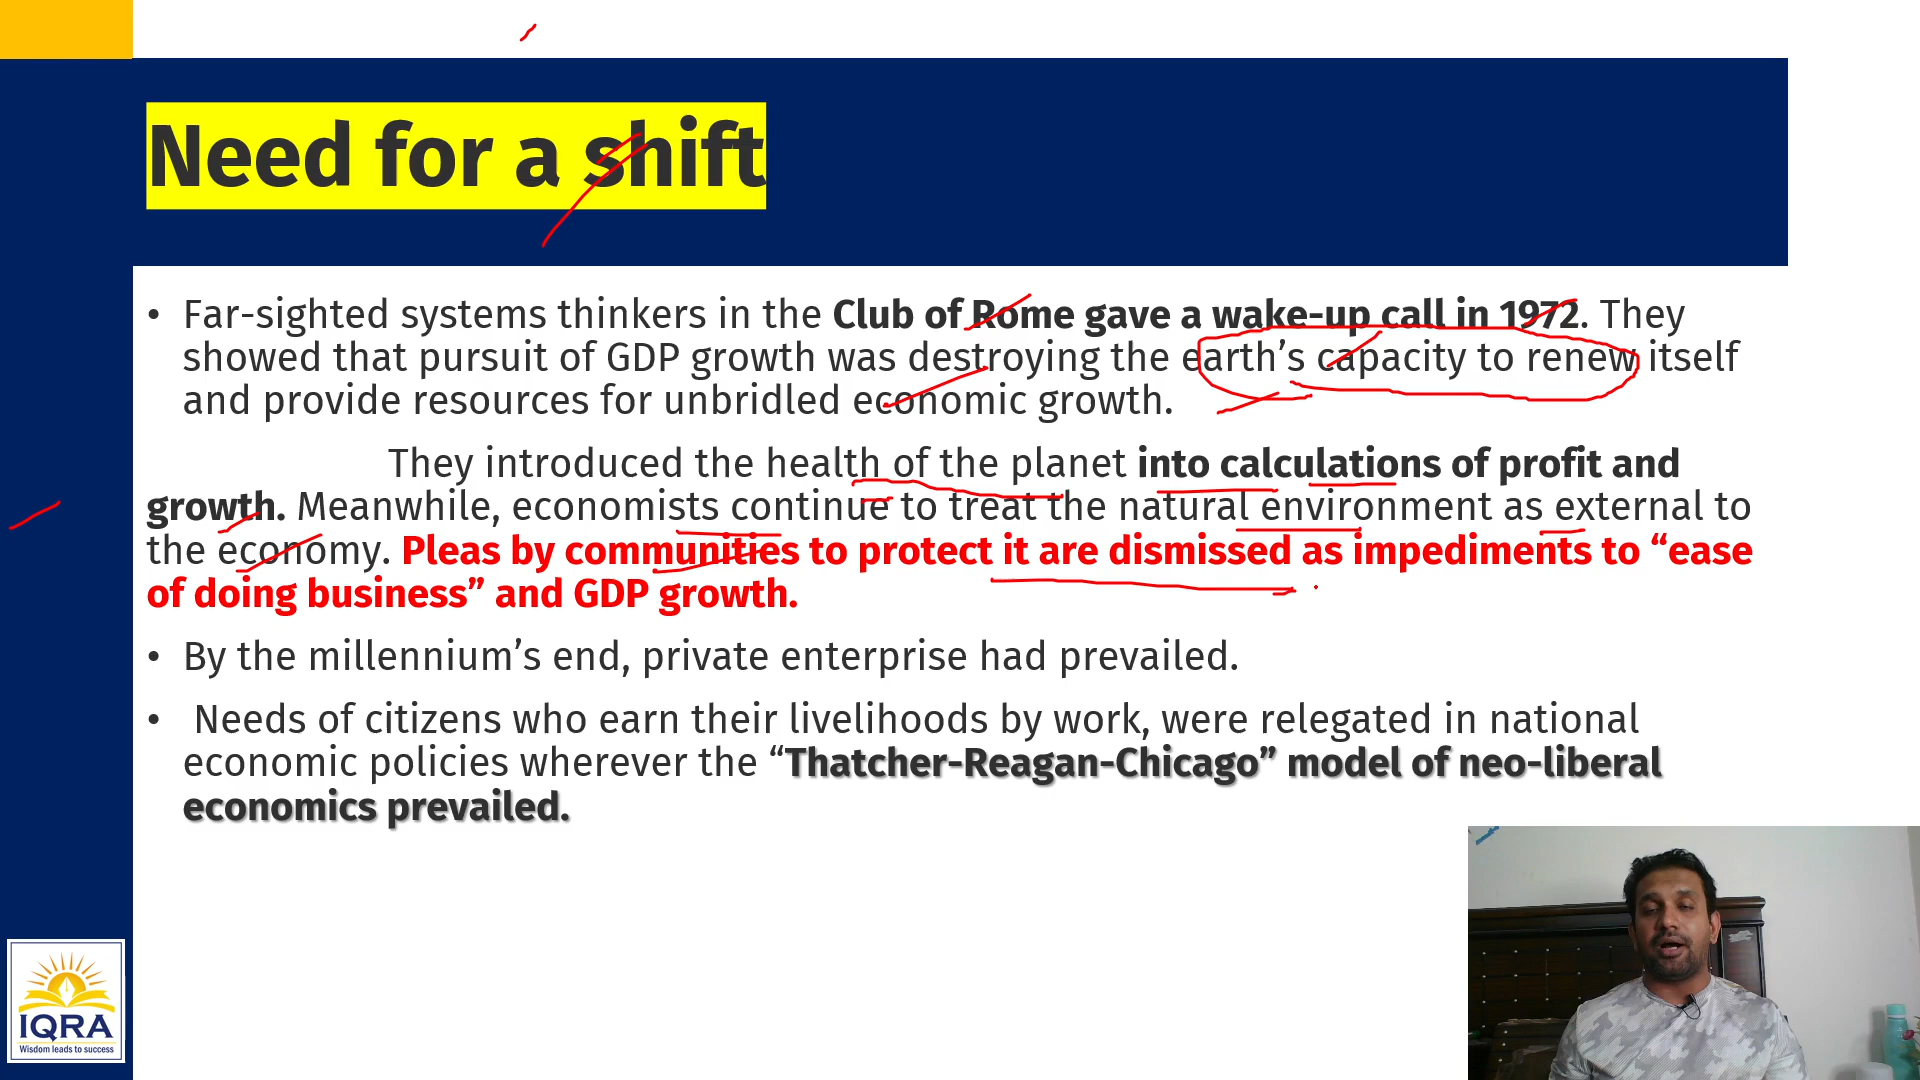 Need for a shift
• Far-sighted systems thinkers in the Club of Rome gave a wake-up call in 1972. They
showed that pursuit of GDP growth was destroying the earth’s capacity to renew itself
and provide resources for unbridled economic growth.
They introduced the health of the planet into calculations of profit and
growth. Meanwhile, economists continue to treat the natural environment as external to
the economy. Pleas by communities to protect it are dismissed as impediments to “ease
of doing business” and GDP growth.
• By the millennium’s end, private enterprise had prevailed.
• Needs of citizens who earn their livelihoods by work, were relegated in national
economic policies wherever the “Thatcher-Reagan-Chicago” model of neo-liberal
economics prevailed.
IQRA
Wisdom leads to success